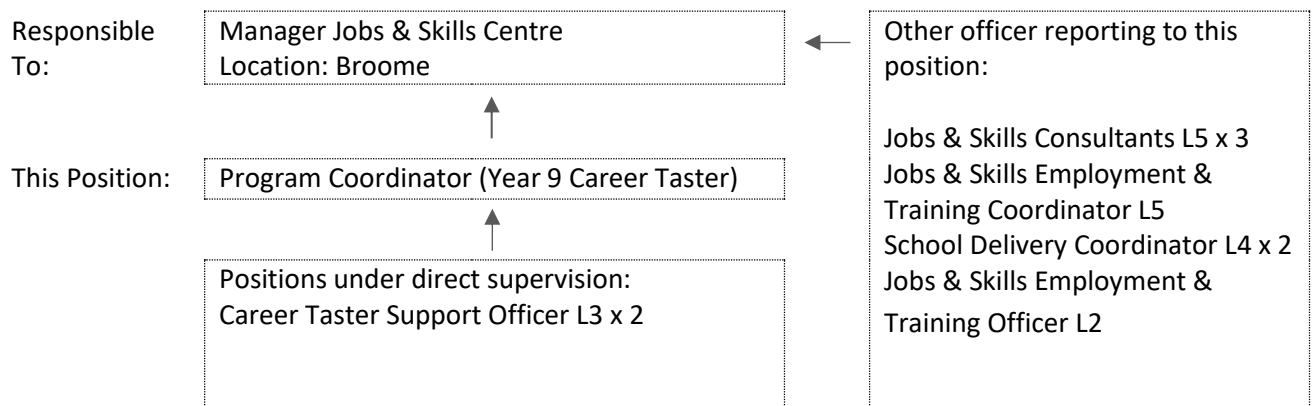 Responsible
To:
Manager Jobs & Skills Centre
Location: Broome
This Position:
Program Coordinator (Year 9 Career Taster)
Positions under direct supervision:
Career Taster Support Officer L3 x 2
Other officer reporting to this
position:
Jobs & Skills Consultants L5 x 3
Jobs & Skills Employment &
Training Coordinator L5
School Delivery Coordinator L4 x 2
Jobs & Skills Employment &
Training Officer L2